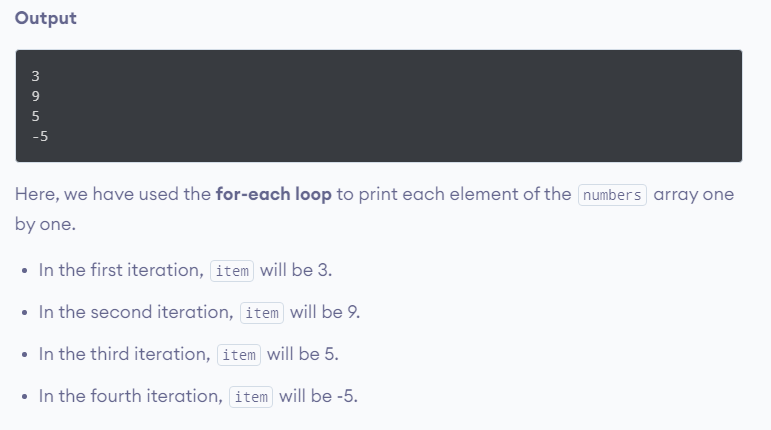 Output
3
9
5
-5
Here, we have used the for-each loop to print each element of the numbers array one
by one.
• In the first iteration, item will be 3.
• In the second iteration, item will be 9.
• In the third iteration, item will be 5.
• In the fourth iteration, item will be -5.